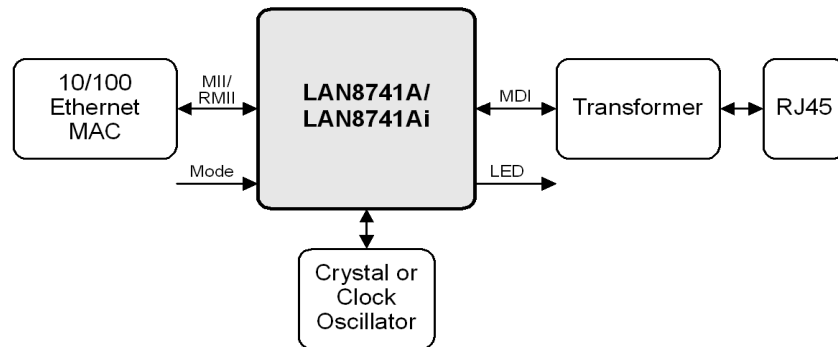 10/100
Ethernet
MAC
MII/
RMII
Mode
LAN8741A/
LAN8741Ai
MDI
LED
Transformer
RJ45
Crystal or
Clock
Oscillator